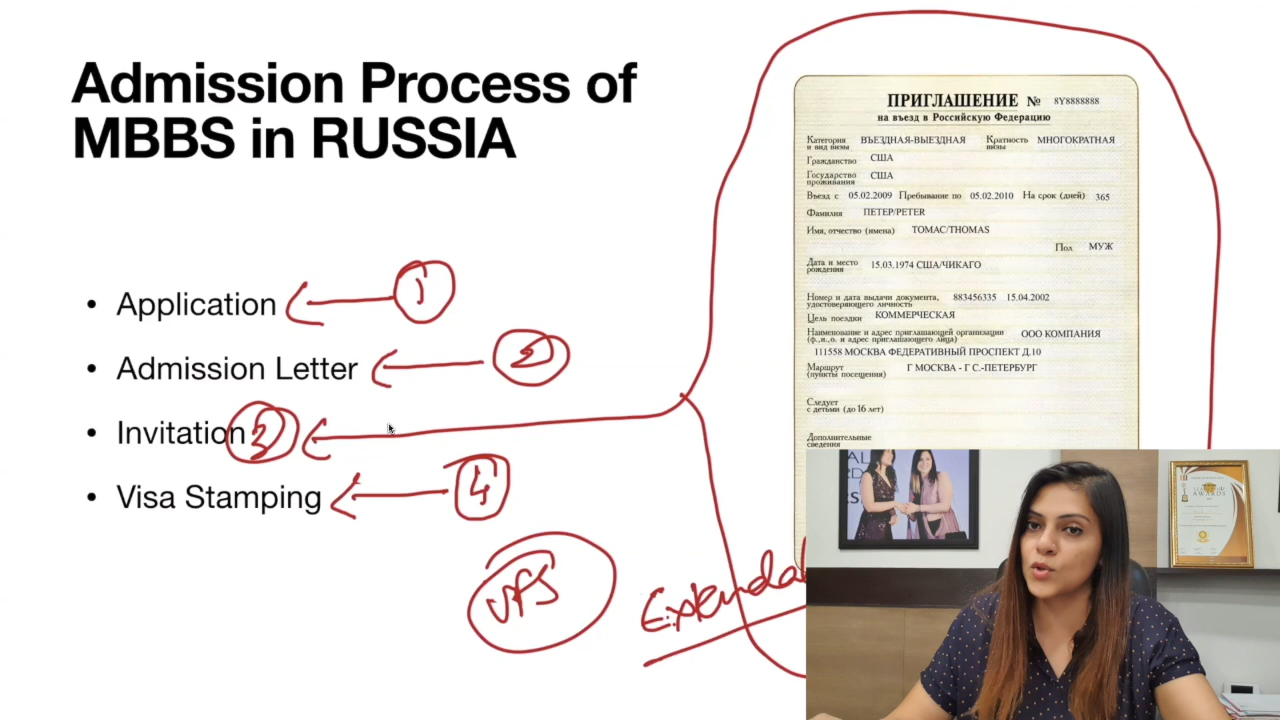 Admission Process of
MBBS in RUSSIA
• Application
1
• Admission Letter
2
• Invitation
3
• Visa Stamping
4
VFS
ПРИГЛАШЕНИЕ № 8Y8888888
на въезд в Российскую Федерацию
Категория и вид визы ВЪЕЗДНАЯ-ВЫЕЗДНАЯ Кратность визы МНОГОКРАТНАЯ
Гражданство США
Государство проживания США
Въезд с 05.02.2009 Пребывание по 05.02.2010 На срок (дней) 365
Фамилия ПЕТЕР/PETER
Имя, отчество (имена) ТОМАС/THOMAS
Пол МУЖ
Дата и место рождения 15.03.1974 США/ЧИКАГО
Номер и дата выдачи документа, удостоверяющего личность 883456335 15.04.2002
Цель поездки КОММЕРЧЕСКАЯ
Наименование и адрес приглашающей организации (ф.,и.,о. и адрес приглашающего лица) ООО КОМПАНИЯ
111558 МОСКВА ФЕДЕРАТИВНЫЙ ПРОСПЕКТ Д.10
Маршрут (пункты посещения) Г МОСКВА - Г С.-ПЕТЕРБУРГ
Следует с детьми (до 16 лет)
Дополнительные сведения
AWARDS